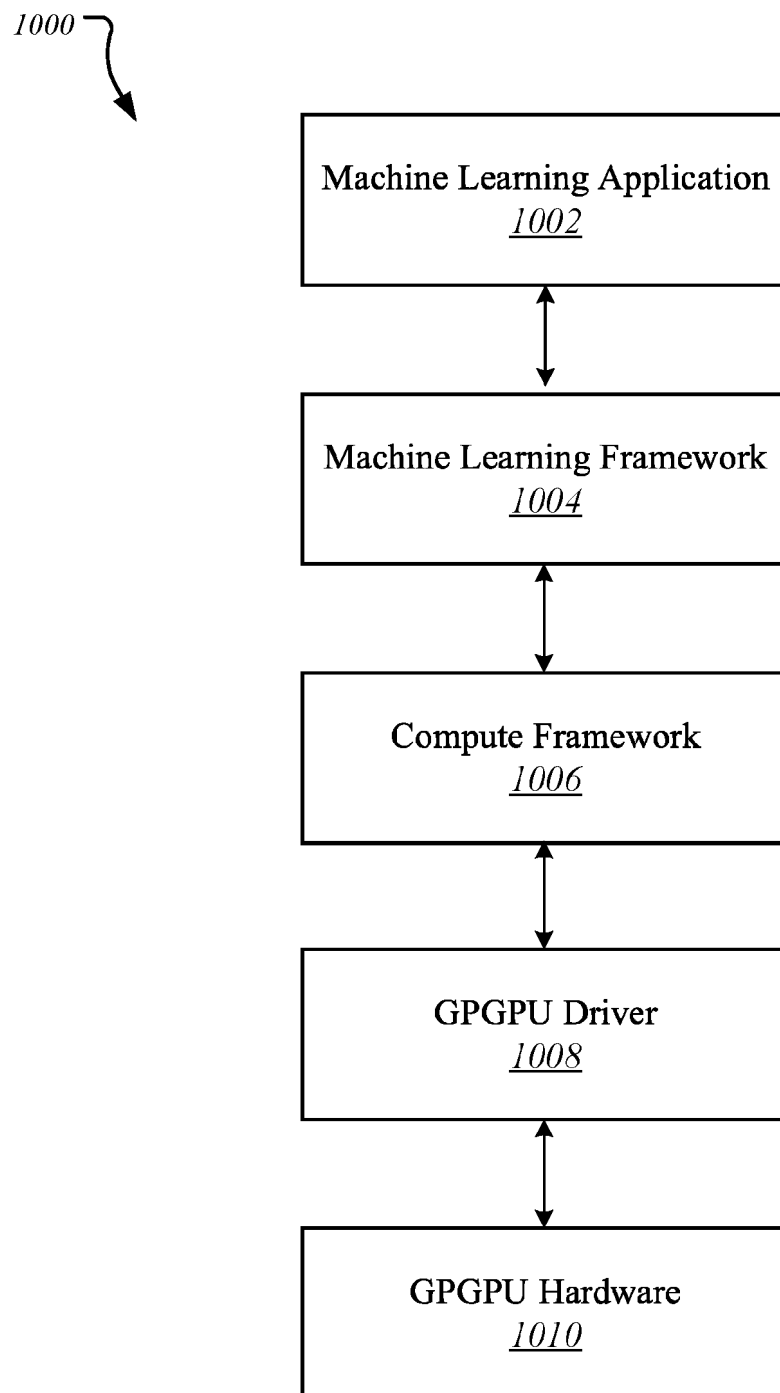 1000
Machine Learning Application
1002
Machine Learning Framework
1004
Compute Framework
1006
GPGPU Driver
1008
GPGPU Hardware
1010